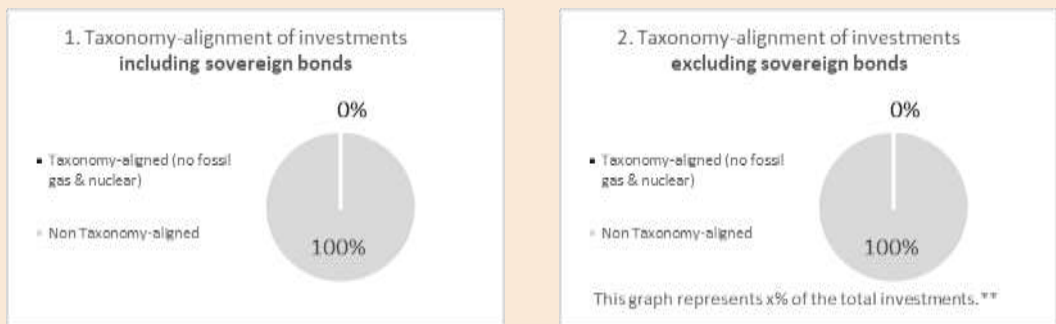 1. Taxonomy-alignment of investments
including sovereign bonds
0%
Taxonomy-aligned (no fossil
gas & nuclear)
Non Taxonomy-aligned
100%
2. Taxonomy-alignment of investments
excluding sovereign bonds
0%
Taxonomy-aligned (no fossil
gas & nuclear)
Non Taxonomy-aligned
100%
This graph represents x% of the total investments.**